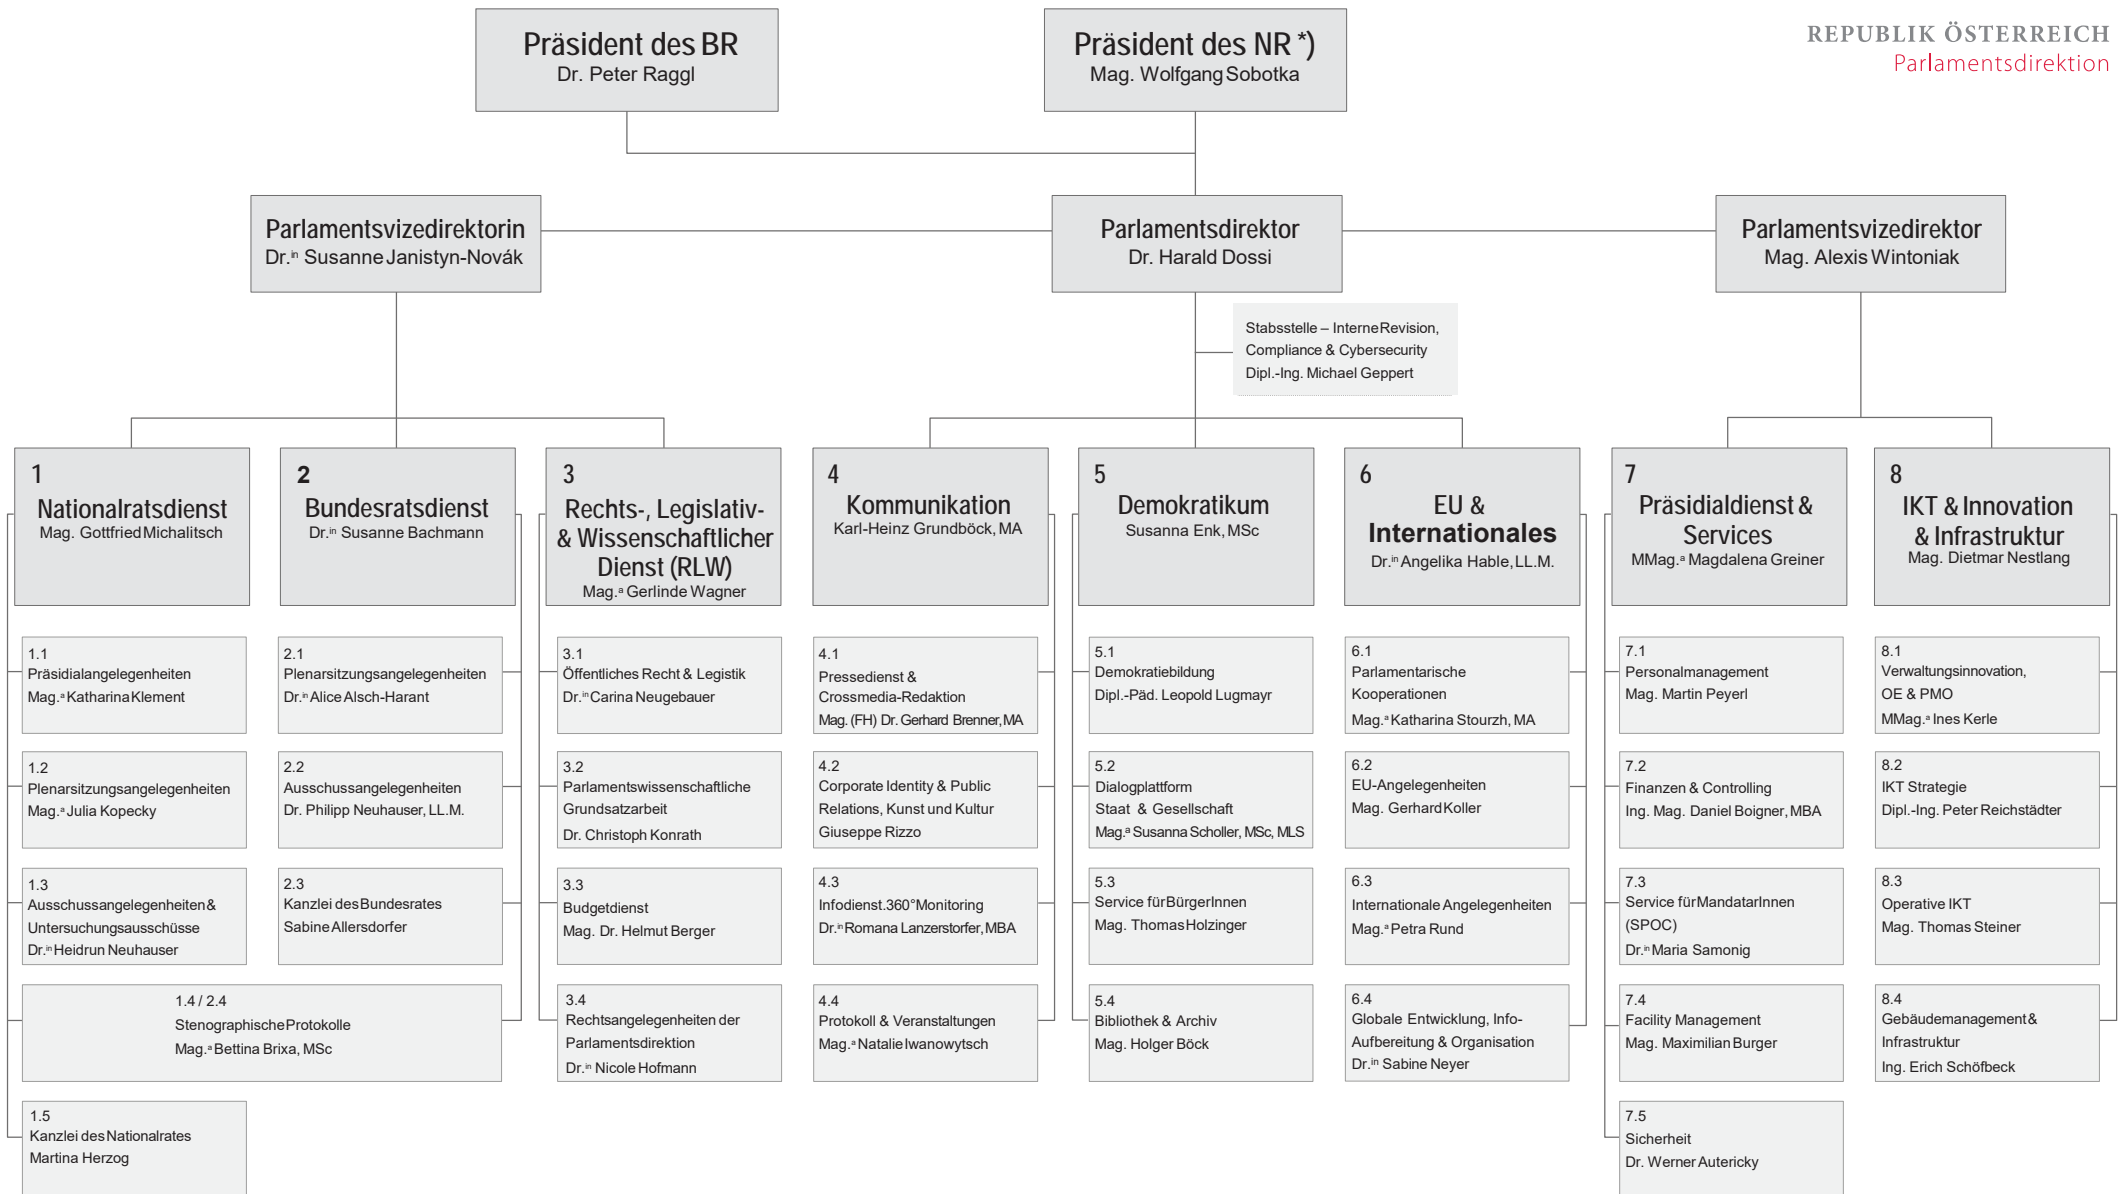 REPUBLIK ÖSTERREICH
Parlamentsdirektion
Präsident des BR
Dr. Peter Raggl
Präsident des NR *)
Mag. Wolfgang Sobotka
Parlamentsvizedirektorin
Dr.ⁱⁿ Susanne Janistyn-Novák
Parlamentsdirektor
Dr. Harald Dossi
Parlamentsvizedirektor
Mag. Alexis Wintoniak
Stabsstelle – Interne Revision,
Compliance & Cybersecurity
Dipl.-Ing. Michael Geppert
1
Nationalratsdienst
Mag. Gottfried Michalitsch
2
Bundesratsdienst
Dr.ⁱⁿ Susanne Bachmann
3
Rechts-, Legislativ-
& Wissenschaftlicher
Dienst (RLW)
Mag.ᵃ Gerlinde Wagner
4
Kommunikation
Karl-Heinz Grundböck, MA
5
Demokratikum
Susanna Enk, MSc
6
EU &
Internationales
Dr.ⁱⁿ Angelika Hable, LL.M.
7
Präsidialdienst &
Services
MMag.ᵃ Magdalena Greiner
8
IKT & Innovation
& Infrastruktur
Mag. Dietmar Nestlang
1.1
Präsidialangelegenheiten
Mag.ᵃ Katharina Klement
1.2
Plenarsitzungsangelegenheiten
Mag.ᵃ Julia Kopecky
1.3
Ausschussangelegenheiten &
Untersuchungsausschüsse
Dr.ⁱⁿ Heidrun Neuhauser
1.4 / 2.4
Stenographische Protokolle
Mag.ᵃ Bettina Brixa, MSc
1.5
Kanzlei des Nationalrates
Martina Herzog
2.1
Plenarsitzungsangelegenheiten
Dr.ⁱⁿ Alice Alsch-Harant
2.2
Ausschussangelegenheiten
Dr. Philipp Neuhauser, LL.M.
2.3
Kanzlei des Bundesrates
Sabine Allersdorfer
3.1
Öffentliches Recht & Legistik
Dr.ⁱⁿ Carina Neugebauer
3.2
Parlamentswissenschaftliche
Grundsatzarbeit
Dr. Christoph Konrath
3.3
Budgetdienst
Mag. Dr. Helmut Berger
3.4
Rechtsangelegenheiten der
Parlamentsdirektion
Dr.ⁱⁿ Nicole Hofmann
4.1
Pressedienst &
Crossmedia-Redaktion
Mag. (FH) Dr. Gerhard Brenner, MA
4.2
Corporate Identity & Public
Relations, Kunst und Kultur
Giuseppe Rizzo
4.3
Infodienst.360°Monitoring
Dr.ⁱⁿ Romana Lanzerstorfer, MBA
4.4
Protokoll & Veranstaltungen
Mag.ᵃ Natalie Iwanowytsch
5.1
Demokratiebildung
Dipl.-Päd. Leopold Lugmayr
5.2
Dialogplattform
Staat & Gesellschaft
Mag.ᵃ Susanna Scholler, MSc, MLS
5.3
Service für BürgerInnen
Mag. Thomas Holzinger
5.4
Bibliothek & Archiv
Mag. Holger Böck
6.1
Parlamentarische
Kooperationen
Mag.ᵃ Katharina Stourzh, MA
6.2
EU-Angelegenheiten
Mag. Gerhard Koller
6.3
Internationale Angelegenheiten
Mag.ᵃ Petra Rund
6.4
Globale Entwicklung, Info-
Aufbereitung & Organisation
Dr.ⁱⁿ Sabine Neyer
7.1
Personalmanagement
Mag. Martin Peyerl
7.2
Finanzen & Controlling
Ing. Mag. Daniel Boigner, MBA
7.3
Service für MandatarInnen
(SPOC)
Dr.ⁱⁿ Maria Samonig
7.4
Facility Management
Mag. Maximilian Burger
7.5
Sicherheit
Dr. Werner Autericky
8.1
Verwaltungsinnovation,
OE & PMO
MMag.ᵃ Ines Kerle
8.2
IKT Strategie
Dipl.-Ing. Peter Reichstädter
8.3
Operative IKT
Mag. Thomas Steiner
8.4
Gebäudemanagement &
Infrastruktur
Ing. Erich Schöfbeck